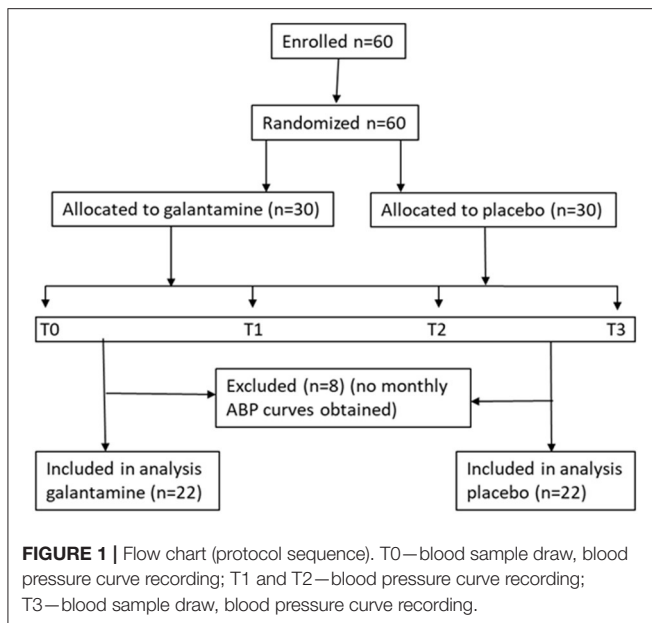 Enrolled n=60
Randomized n=60
Allocated to galantamine (n=30)
Allocated to placebo (n=30)
T0 T1 T2 T3
Excluded (n=8) (no monthly
ABP curves obtained)
Included in analysis
galantamine (n=22)
Included in analysis
placebo (n=22)
FIGURE 1 | Flow chart (protocol sequence). T0—blood sample draw, blood
pressure curve recording; T1 and T2—blood pressure curve recording;
T3—blood sample draw, blood pressure curve recording.